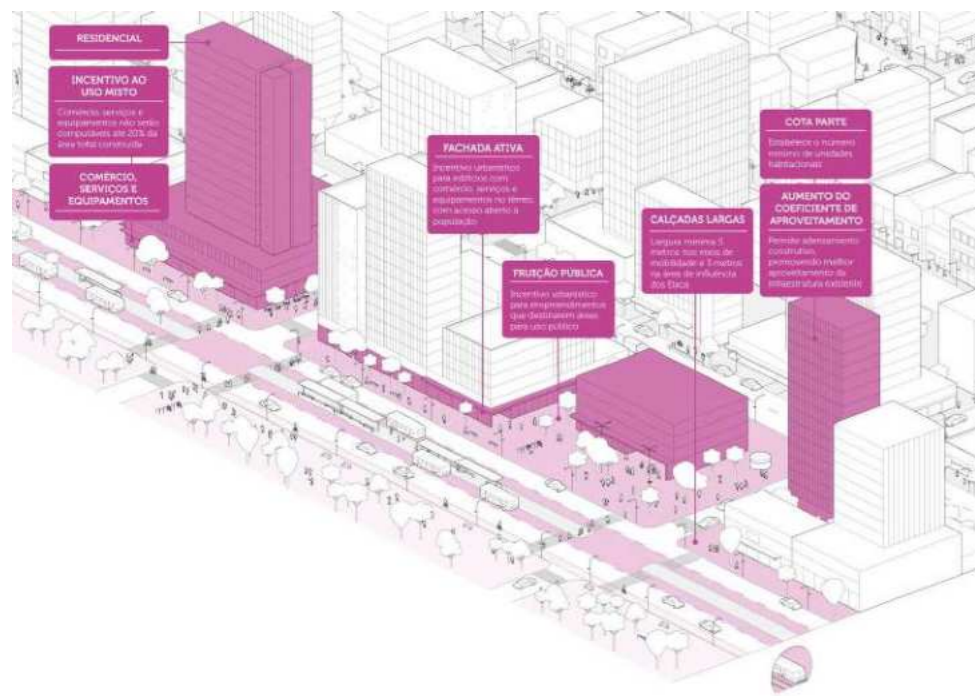 RESIDENCIAL
INCENTIVO AO
USO MISTO
Comércio, serviços e
equipamentos não serão
computáveis até 20% da
área total construída
COMÉRCIO,
SERVIÇOS E
EQUIPAMENTOS
FACHADA ATIVA
Incentivo urbanístico
para edifícios com
comércio, serviços e
equipamentos no térreo,
com acesso aberto à
população
FRUIÇÃO PÚBLICA
Incentivo urbanístico
para empreendimentos
que destinarem áreas
para uso público
CALÇADAS LARGAS
Largura mínima 5
metros nos eixos de
mobilidade e 3 metros
na área de influência
dos Eixos
COTA PARTE
Estabelece o número
mínimo de unidades
habitacionais
AUMENTO DO
COEFICIENTE DE
APROVEITAMENTO
Permite adensamento
construtivo,
promovendo melhor
aproveitamento da
infraestrutura existente